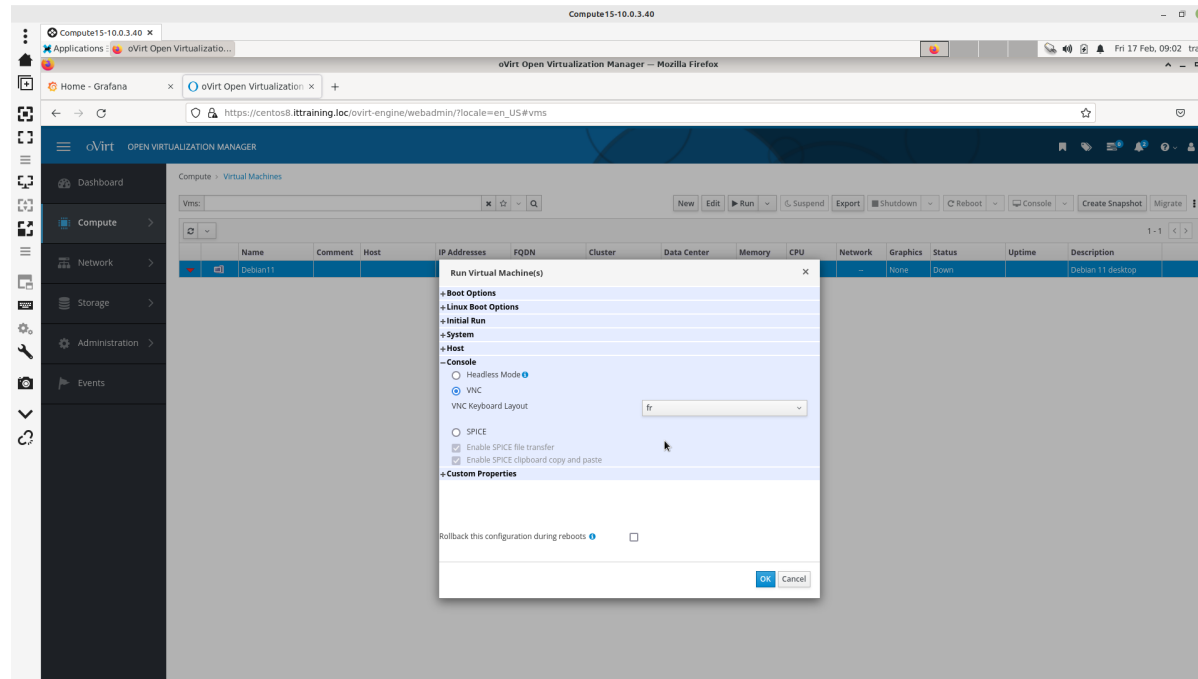 Compute15-10.0.3.40
Compute15-10.0.3.40 ×
Applications oVirt Open Virtualizatio... Fri 17 Feb, 09:02
oVirt Open Virtualization Manager — Mozilla Firefox
Home - Grafana × oVirt Open Virtualization × +
https://centos8.ittraining.loc/ovirt-engine/webadmin/?locale=en_US#vms
oVirt OPEN VIRTUALIZATION MANAGER
Dashboard
Compute
Network
Storage
Administration
Events
Compute > Virtual Machines
Vms:
New Edit Run Suspend Export Shutdown Reboot Console Create Snapshot Migrate
1-1
Name Comment Host IP Addresses FQDN Cluster Data Center Memory CPU Network Graphics Status Uptime Description
Debian11 None Down Debian 11 desktop
Run Virtual Machine(s) ×
+Boot Options
+Linux Boot Options
+Initial Run
+System
+Host
−Console
Headless Mode
VNC
VNC Keyboard Layout fr
SPICE
Enable SPICE file transfer
Enable SPICE clipboard copy and paste
+Custom Properties
Rollback this configuration during reboots
OK Cancel